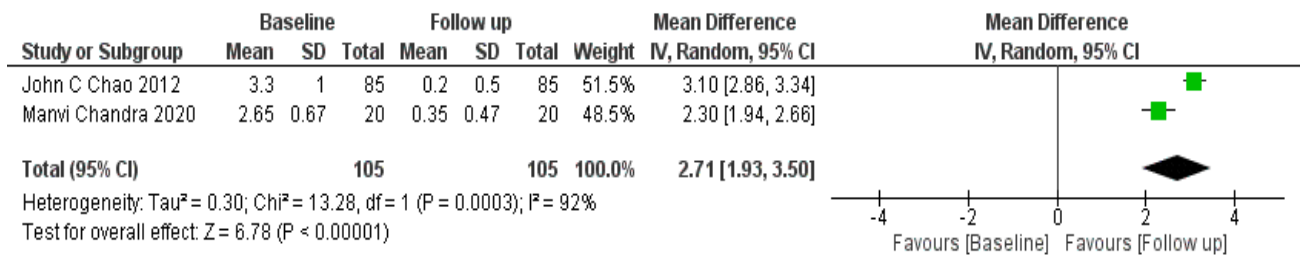 Baseline Follow up Mean Difference Mean Difference
Study or Subgroup Mean SD Total Mean SD Total Weight IV, Random, 95% CI IV, Random, 95% CI
John C Chao 2012 3.3 1 85 0.2 0.5 85 51.5% 3.10 [2.86, 3.34]
Manvi Chandra 2020 2.65 0.67 20 0.35 0.47 20 48.5% 2.30 [1.94, 2.66]
Total (95% CI) 105 105 100.0% 2.71 [1.93, 3.50]
Heterogeneity: Tau² = 0.30; Chi² = 13.28, df = 1 (P = 0.0003); I² = 92%
Test for overall effect: Z = 6.78 (P < 0.00001)
-4 -2 0 2 4
Favours [Baseline] Favours [Follow up]